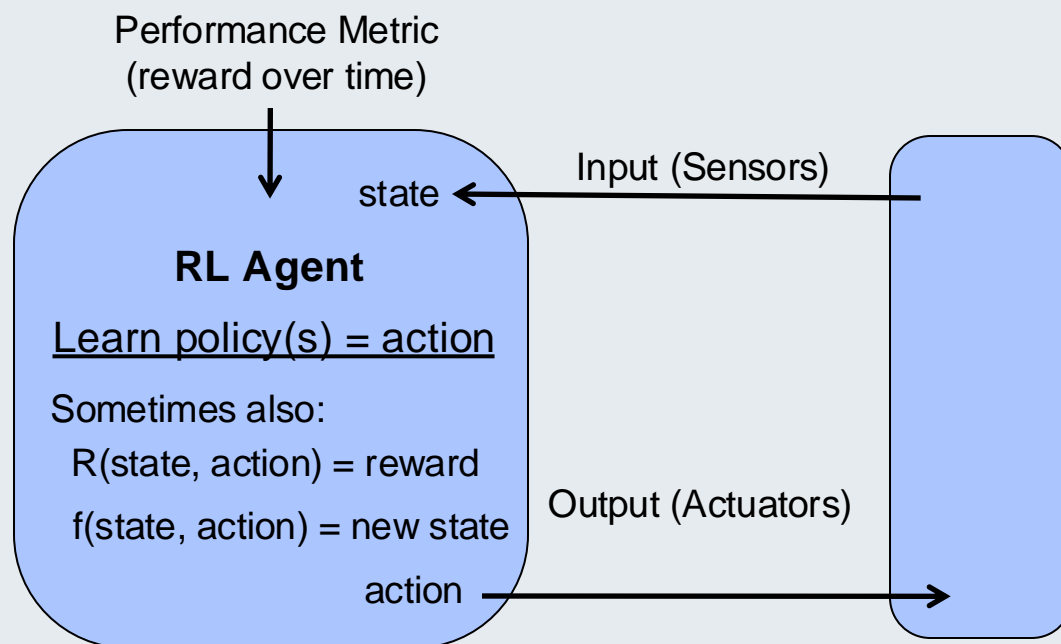 Performance Metric
(reward over time)
Input (Sensors)
state
RL Agent
Learn policy(s) = action
Sometimes also:
R(state, action) = reward
f(state, action) = new state
Output (Actuators)
action